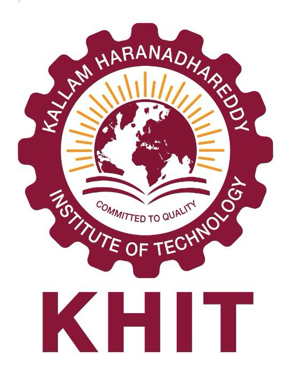 KALLAM HARANADHAREDDY
COMMITTED TO QUALITY
INSTITUTE OF TECHNOLOGY
KHIT